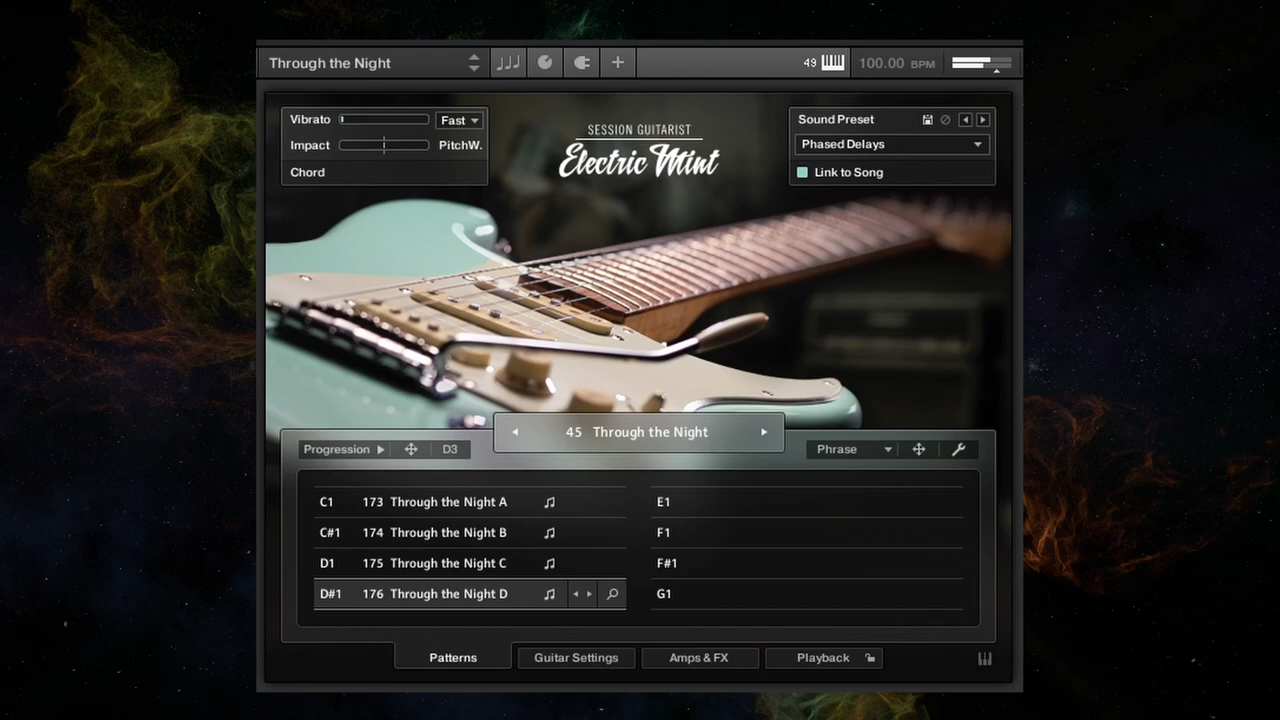 Through the Night
49
100.00 BPM
Vibrato
Fast
Impact
PitchW.
Chord
SESSION GUITARIST
Electric Mint
Sound Preset
Phased Delays
Link to Song
45 Through the Night
Progression
D3
Phrase
C1 173 Through the Night A
E1
C#1 174 Through the Night B
F1
D1 175 Through the Night C
F#1
D#1 176 Through the Night D
G1
Patterns
Guitar Settings
Amps & FX
Playback